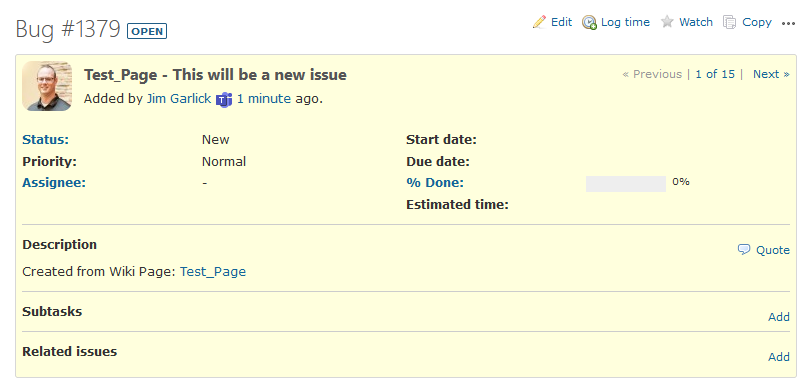 Bug #1379 OPEN Edit Log time Watch Copy ...
Test_Page - This will be a new issue « Previous | 1 of 15 | Next »
Added by Jim Garlick 1 minute ago.
Status: New Start date:
Priority: Normal Due date:
Assignee: - % Done: 0%
Estimated time:
Description Quote
Created from Wiki Page: Test_Page
Subtasks Add
Related issues Add